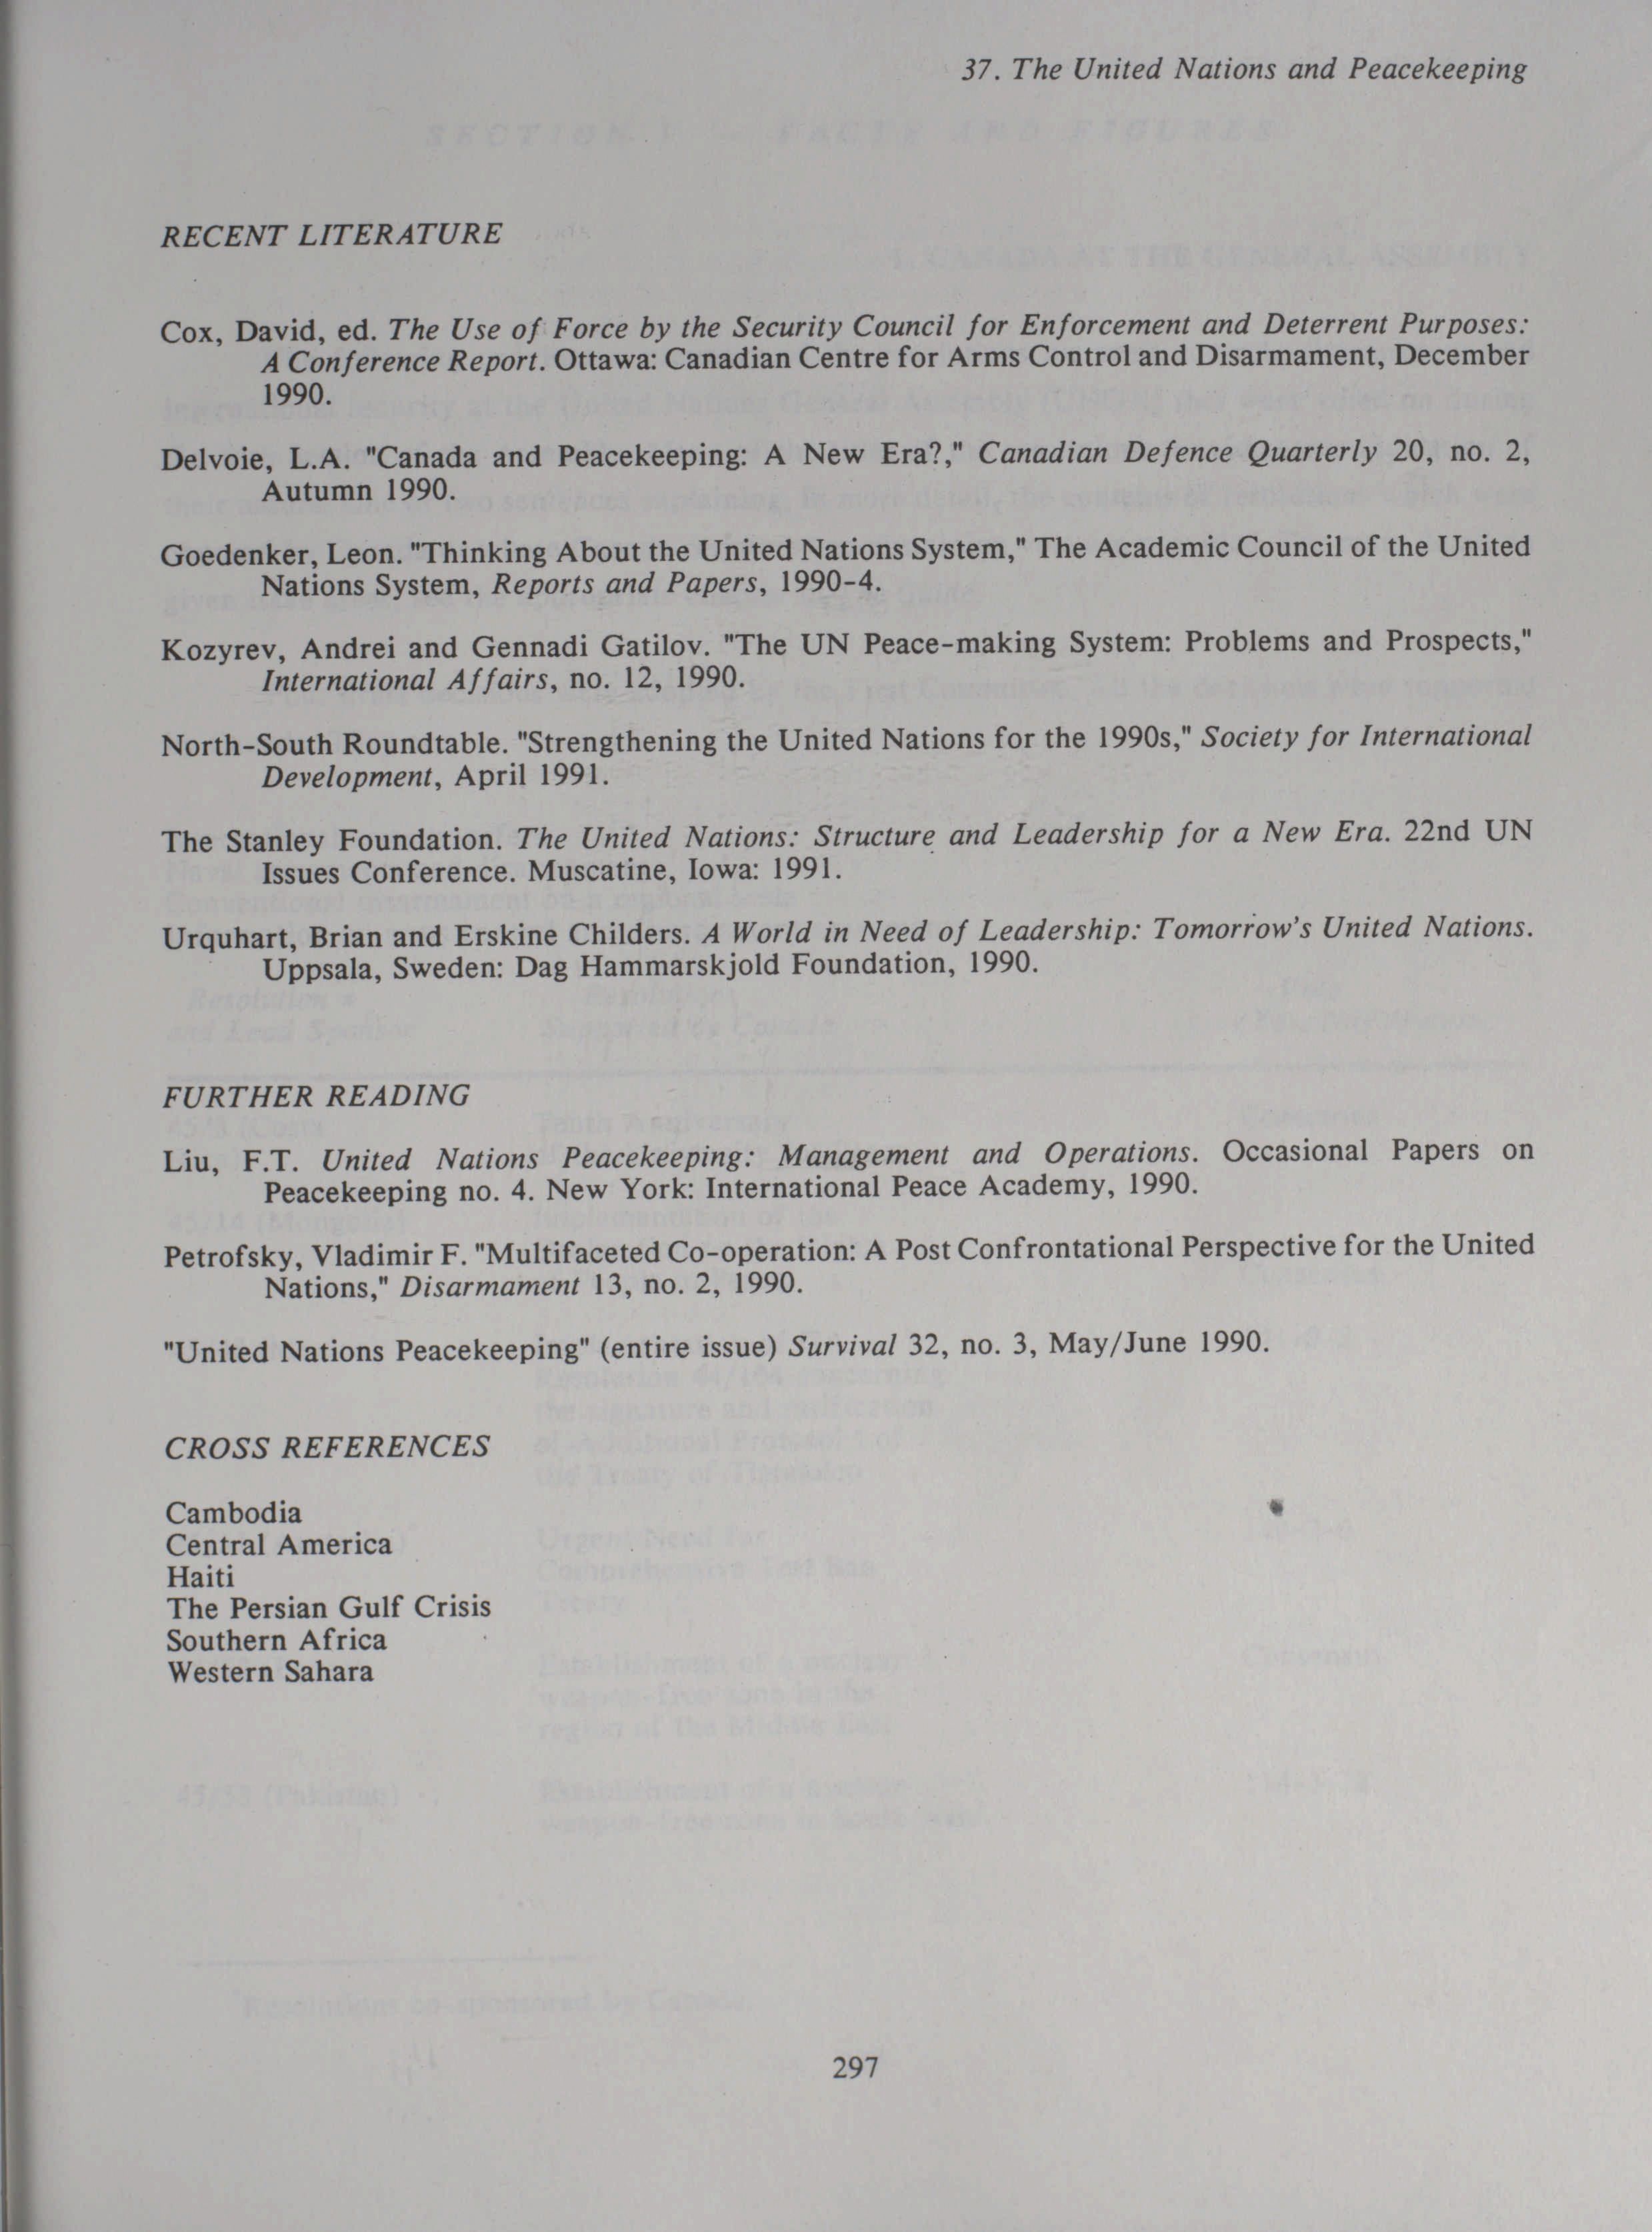 37. The United Nations and Peacekeeping
RECENT LITERATURE
Cox, David, ed. The Use of Force by the Security Council for Enforcement and Deterrent Purposes:
A Conference Report. Ottawa: Canadian Centre for Arms Control and Disarmament, December
1990.
Delvoie, L.A. "Canada and Peacekeeping: A New Era?," Canadian Defence Quarterly 20, no. 2,
Autumn 1990.
Goedenker, Leon. "Thinking About the United Nations System," The Academic Council of the United
Nations System, Reports and Papers, 1990-4.
Kozyrev, Andrei and Gennadi Gatilov. "The UN Peace-making System: Problems and Prospects,"
International Affairs, no. 12, 1990.
North-South Roundtable. "Strengthening the United Nations for the 1990s," Society for International
Development, April 1991.
The Stanley Foundation. The United Nations: Structure and Leadership for a New Era. 22nd UN
Issues Conference. Muscatine, Iowa: 1991.
Urquhart, Brian and Erskine Childers. A World in Need of Leadership: Tomorrow's United Nations.
Uppsala, Sweden: Dag Hammarskjold Foundation, 1990.
FURTHER READING
Liu, F.T. United Nations Peacekeeping: Management and Operations. Occasional Papers on
Peacekeeping no. 4. New York: International Peace Academy, 1990.
Petrofsky, Vladimir F. "Multifaceted Co-operation: A Post Confrontational Perspective for the United
Nations," Disarmament 13, no. 2, 1990.
"United Nations Peacekeeping" (entire issue) Survival 32, no. 3, May/June 1990.
CROSS REFERENCES
Cambodia
Central America
Haiti
The Persian Gulf Crisis
Southern Africa
Western Sahara
297